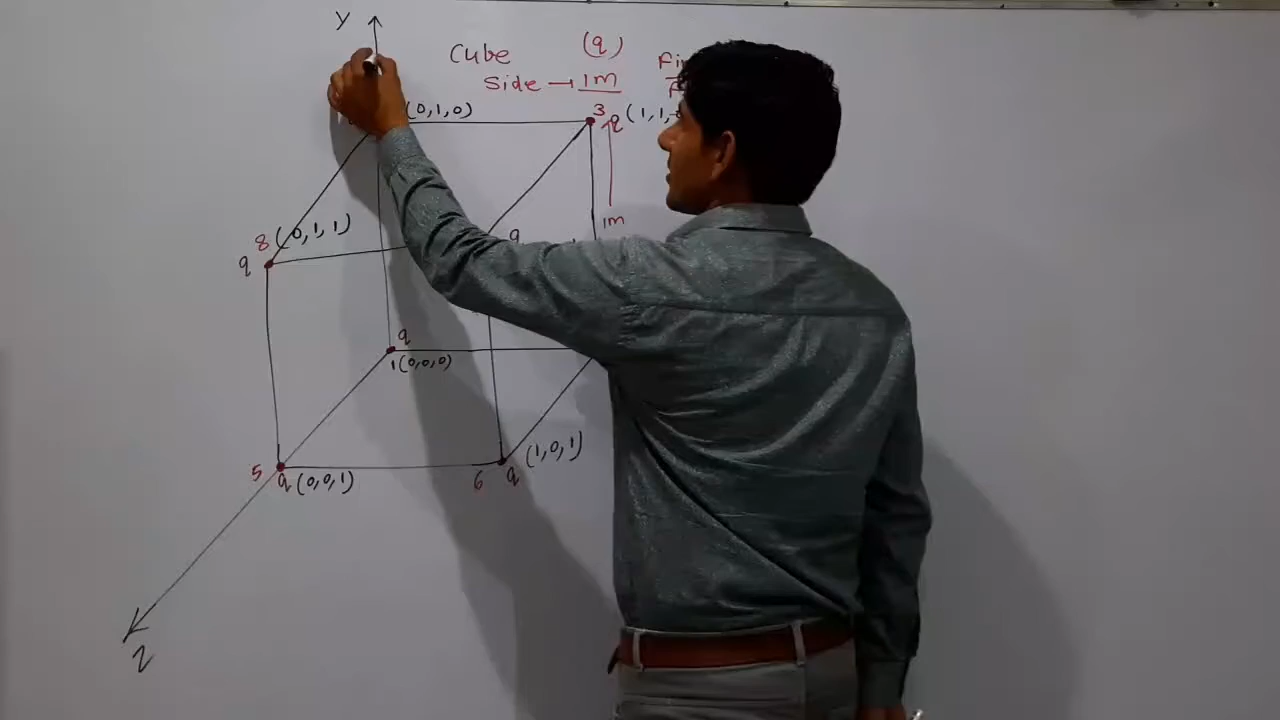 Y
Cube (q)
Side → 1m
(0,1,0)
3 q (1,1,
1m
8 (0,1,1)
q
q
q
1(0,0,0)
5 q (0,0,1)
6 q (1,0,1)
Z